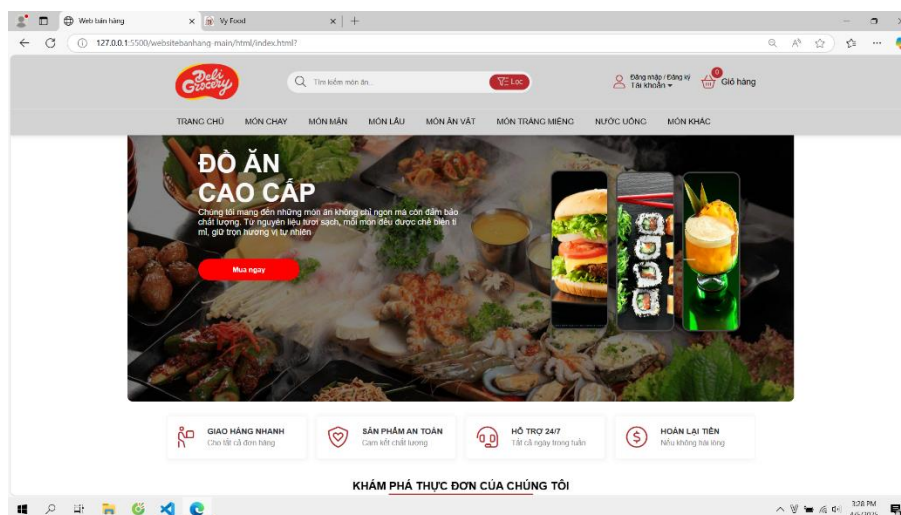 Web bán hàng
Vy Food
127.0.0.1:5500/websitebanhang-main/html/index.html?
Deli
Grocery
Tìm kiếm món ăn...
Lọc
Đăng nhập / Đăng ký
Tài khoản
0
Giỏ hàng
TRANG CHỦ MÓN CHAY MÓN MẶN MÓN LẨU MÓN ĂN VẶT MÓN TRÁNG MIỆNG NƯỚC UỐNG MÓN KHÁC
ĐỒ ĂN
CAO CẤP
Chúng tôi mang đến những món ăn không chỉ ngon mà còn đảm bảo
chất lượng. Từ nguyên liệu tươi sạch, mỗi món đều được chế biến tỉ
mỉ, giữ trọn hương vị tự nhiên
Mua ngay
GIAO HÀNG NHANH
Cho tất cả đơn hàng
SẢN PHẨM AN TOÀN
Cam kết chất lượng
HỖ TRỢ 24/7
Tất cả ngày trong tuần
HOÀN LẠI TIỀN
Nếu không hài lòng
KHÁM PHÁ THỰC ĐƠN CỦA CHÚNG TÔI
3:28 PM
4/5/2025